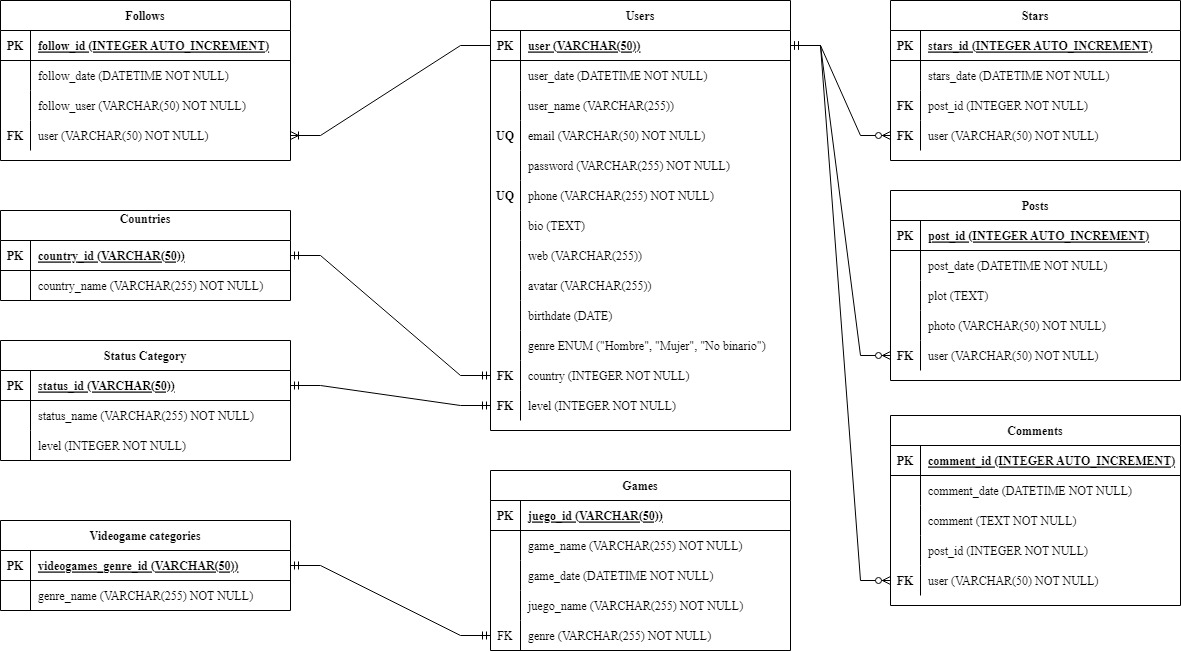 Follows
PK follow_id (INTEGER AUTO_INCREMENT)
follow_date (DATETIME NOT NULL)
follow_user (VARCHAR(50) NOT NULL)
FK user (VARCHAR(50) NOT NULL)
Countries
PK country_id (VARCHAR(50))
country_name (VARCHAR(255) NOT NULL)
Status Category
PK status_id (VARCHAR(50))
status_name (VARCHAR(255) NOT NULL)
level (INTEGER NOT NULL)
Videogame categories
PK videogames_genre_id (VARCHAR(50))
genre_name (VARCHAR(255) NOT NULL)
Users
PK user (VARCHAR(50))
user_date (DATETIME NOT NULL)
user_name (VARCHAR(255))
UQ email (VARCHAR(50) NOT NULL)
password (VARCHAR(255) NOT NULL)
UQ phone (VARCHAR(255) NOT NULL)
bio (TEXT)
web (VARCHAR(255))
avatar (VARCHAR(255))
birthdate (DATE)
genre ENUM ("Hombre", "Mujer", "No binario")
FK country (INTEGER NOT NULL)
FK level (INTEGER NOT NULL)
Games
PK juego_id (VARCHAR(50))
game_name (VARCHAR(255) NOT NULL)
game_date (DATETIME NOT NULL)
juego_name (VARCHAR(255) NOT NULL)
FK genre (VARCHAR(255) NOT NULL)
Stars
PK stars_id (INTEGER AUTO_INCREMENT)
stars_date (DATETIME NOT NULL)
FK post_id (INTEGER NOT NULL)
FK user (VARCHAR(50) NOT NULL)
Posts
PK post_id (INTEGER AUTO_INCREMENT)
post_date (DATETIME NOT NULL)
plot (TEXT)
photo (VARCHAR(50) NOT NULL)
FK user (VARCHAR(50) NOT NULL)
Comments
PK comment_id (INTEGER AUTO_INCREMENT)
comment_date (DATETIME NOT NULL)
comment (TEXT NOT NULL)
post_id (INTEGER NOT NULL)
FK user (VARCHAR(50) NOT NULL)